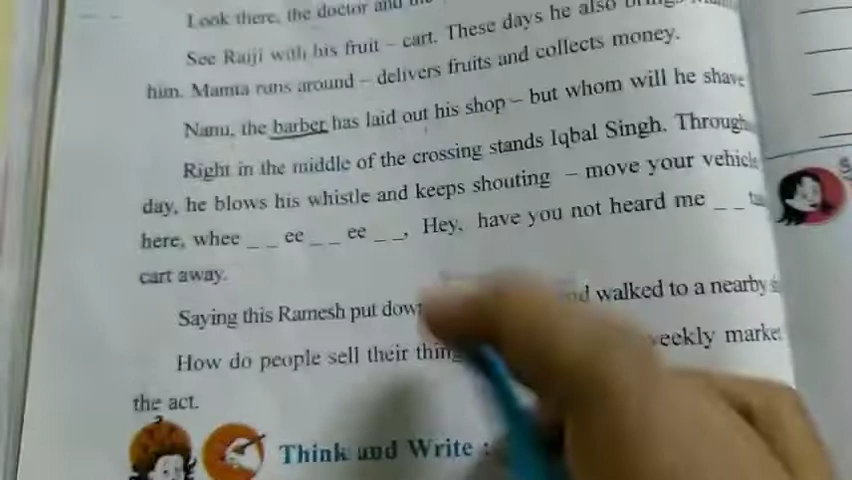 Look there, the doctor and
See Raiji with his fruit – cart. These days he also
him. Mamta runs around – delivers fruits and collects money.
Nanu, the barber has laid out his shop – but whom will he shave
Right in the middle of the crossing stands Iqbal Singh. Through
day, he blows his whistle and keeps shouting – move your vehicle
here, whee _ _ ee _ _ ee _ _, Hey, have you not heard me _ _
cart away.
Saying this Ramesh put down walked to a nearby
How do people sell their weekly market
the act.
Think and Write :